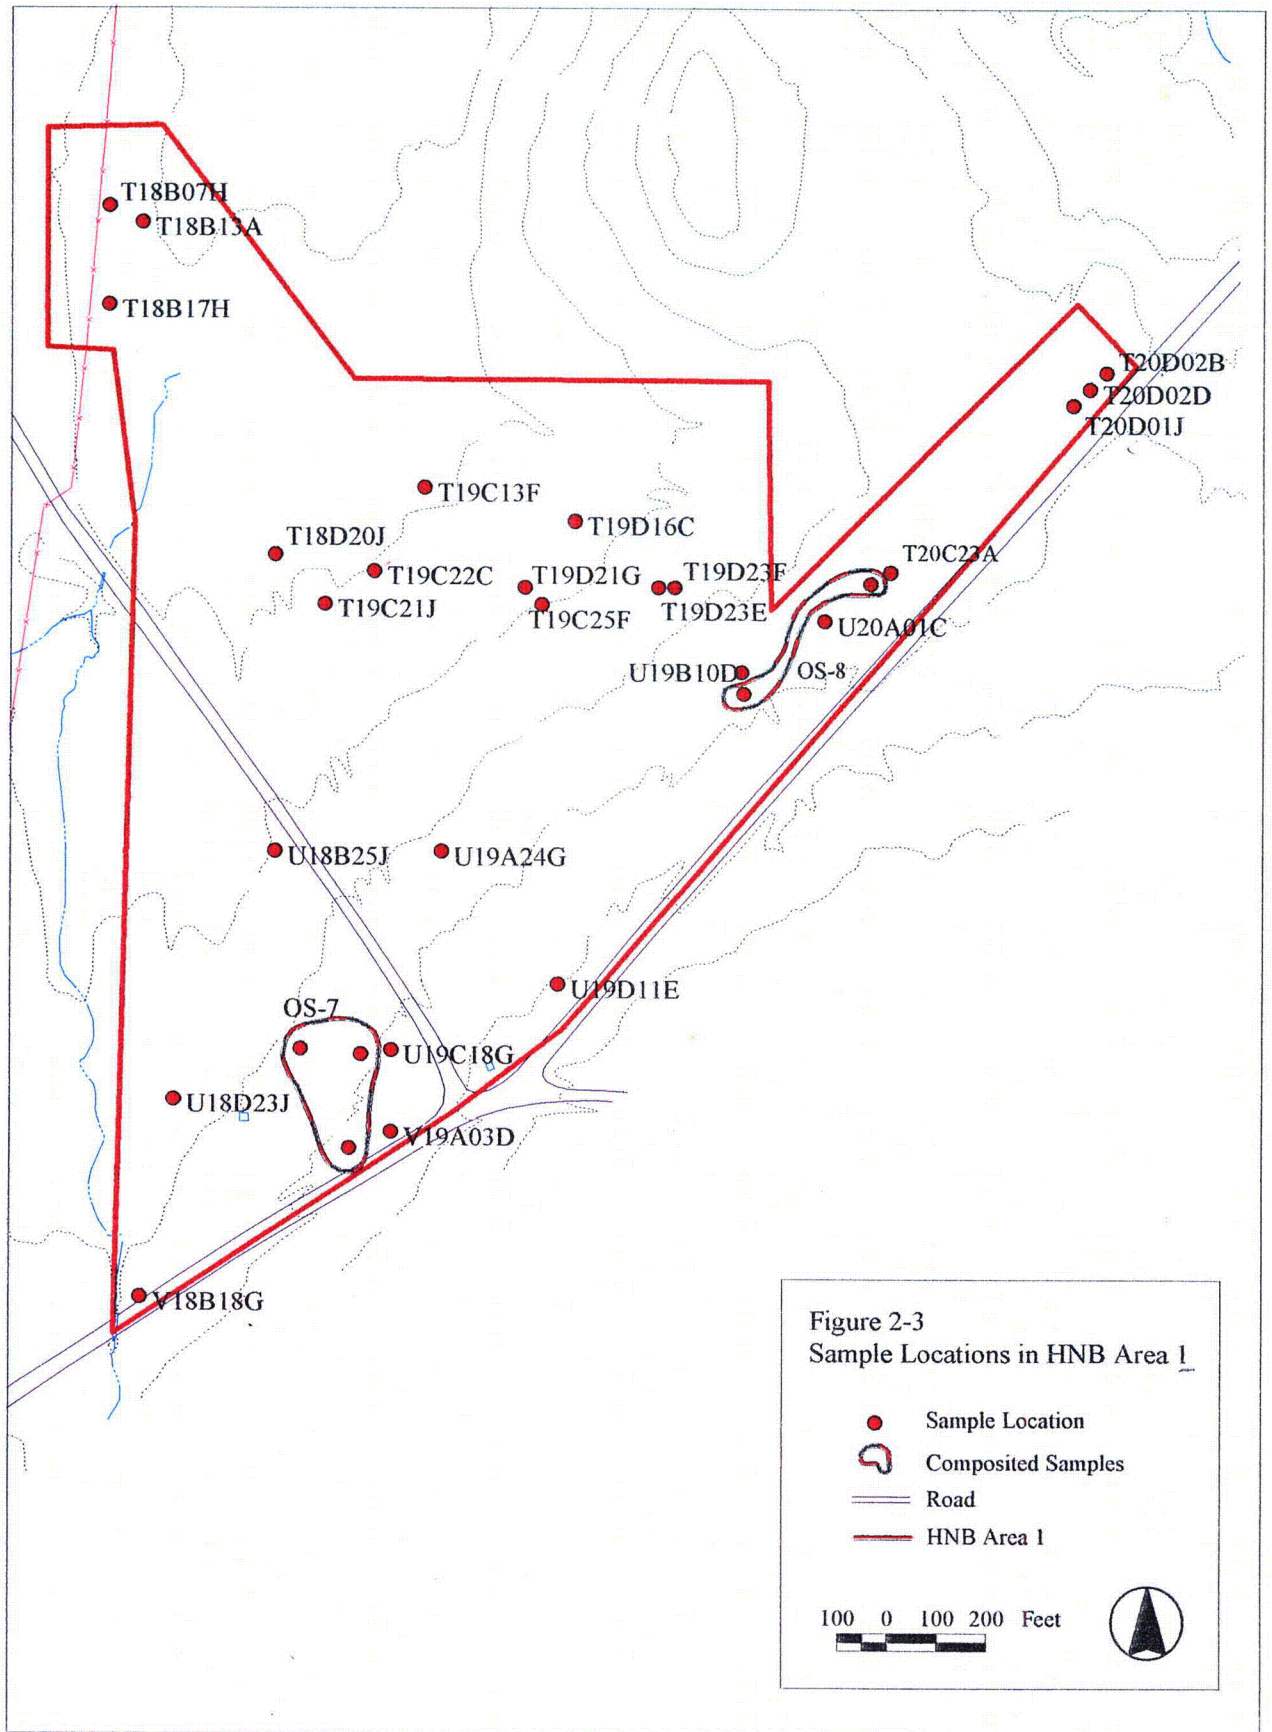 T18B07H
T18B13A
T18B17H
T20D02B
T20D02D
T20D01J
T19C13F
T19D16C
T18D20J
T20C23A
T19C22C
T19D21G
T19D23F
T19C21J
T19C25F
T19D23E
U20A01C
U19B10D
OS-8
U18B25J
U19A24G
U19D11E
OS-7
U19C18G
U18D23J
V19A03D
V18B18G
Figure 2-3
Sample Locations in HNB Area 1
Sample Location
Composited Samples
Road
HNB Area 1
100 0 100 200 Feet